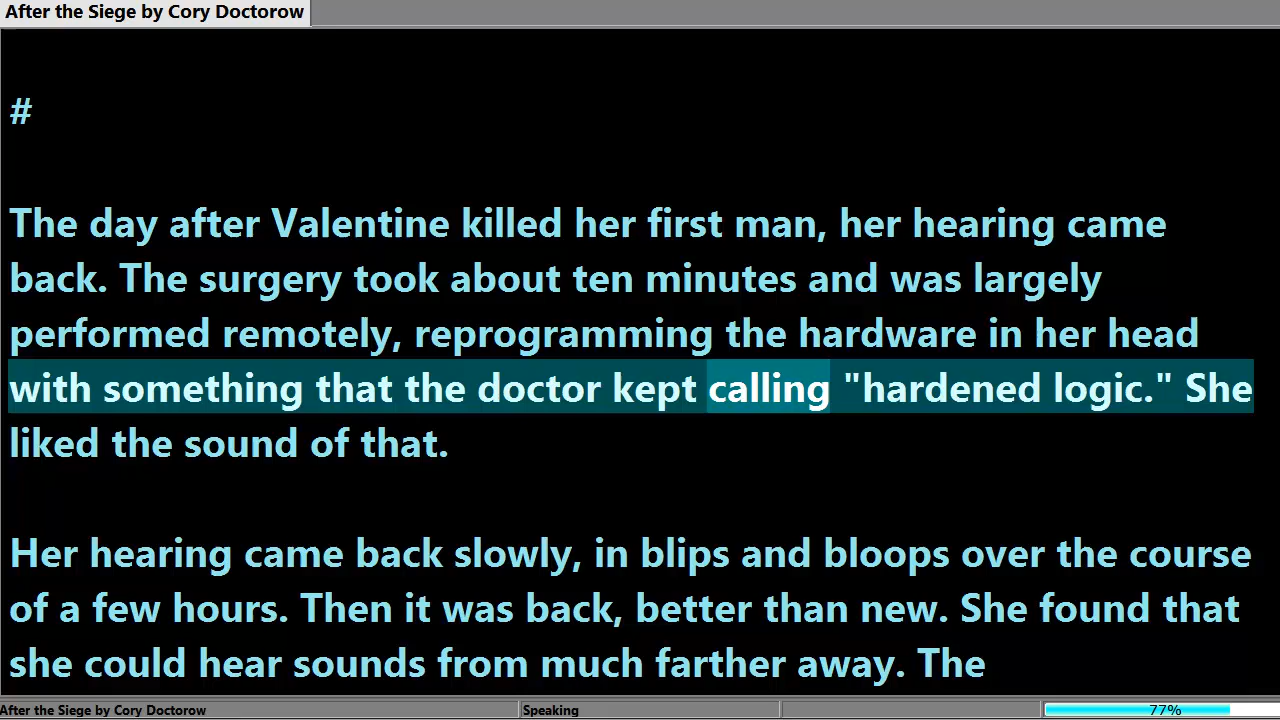 After the Siege by Cory Doctorow
#
The day after Valentine killed her first man, her hearing came
back. The surgery took about ten minutes and was largely
performed remotely, reprogramming the hardware in her head
with something that the doctor kept calling "hardened logic." She
liked the sound of that.
Her hearing came back slowly, in blips and bloops over the course
of a few hours. Then it was back, better than new. She found that
she could hear sounds from much farther away. The
After the Siege by Cory Doctorow
Speaking
77%